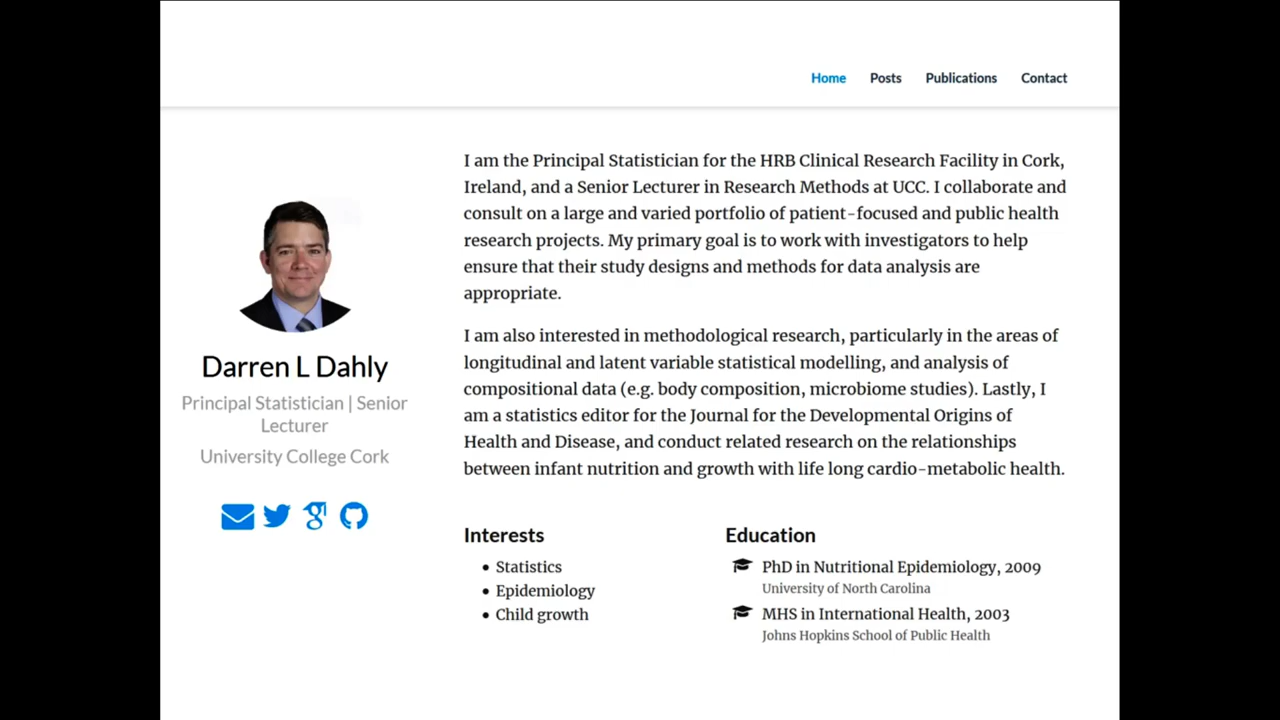 Home Posts Publications Contact
I am the Principal Statistician for the HRB Clinical Research Facility in Cork,
Ireland, and a Senior Lecturer in Research Methods at UCC. I collaborate and
consult on a large and varied portfolio of patient-focused and public health
research projects. My primary goal is to work with investigators to help
ensure that their study designs and methods for data analysis are
appropriate.
I am also interested in methodological research, particularly in the areas of
longitudinal and latent variable statistical modelling, and analysis of
compositional data (e.g. body composition, microbiome studies). Lastly, I
am a statistics editor for the Journal for the Developmental Origins of
Health and Disease, and conduct related research on the relationships
between infant nutrition and growth with life long cardio-metabolic health.
Darren L Dahly
Principal Statistician | Senior
Lecturer
University College Cork
Interests
• Statistics
• Epidemiology
• Child growth
Education
PhD in Nutritional Epidemiology, 2009
University of North Carolina
MHS in International Health, 2003
Johns Hopkins School of Public Health